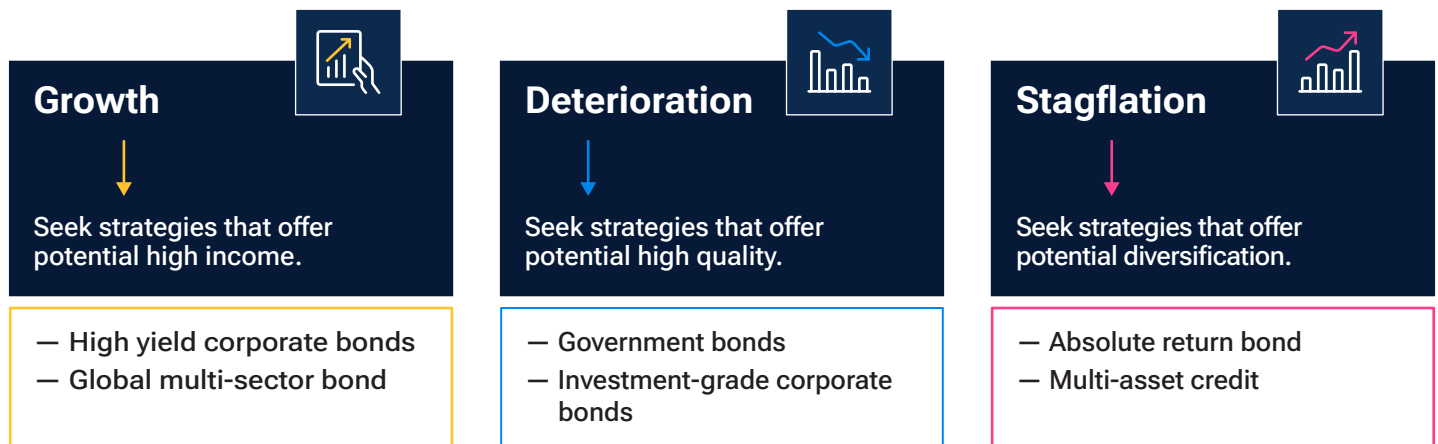 Growth
Seek strategies that offer
potential high income.
— High yield corporate bonds
— Global multi-sector bond
Deterioration
Seek strategies that offer
potential high quality.
— Government bonds
— Investment-grade corporate
bonds
Stagflation
Seek strategies that offer
potential diversification.
— Absolute return bond
— Multi-asset credit